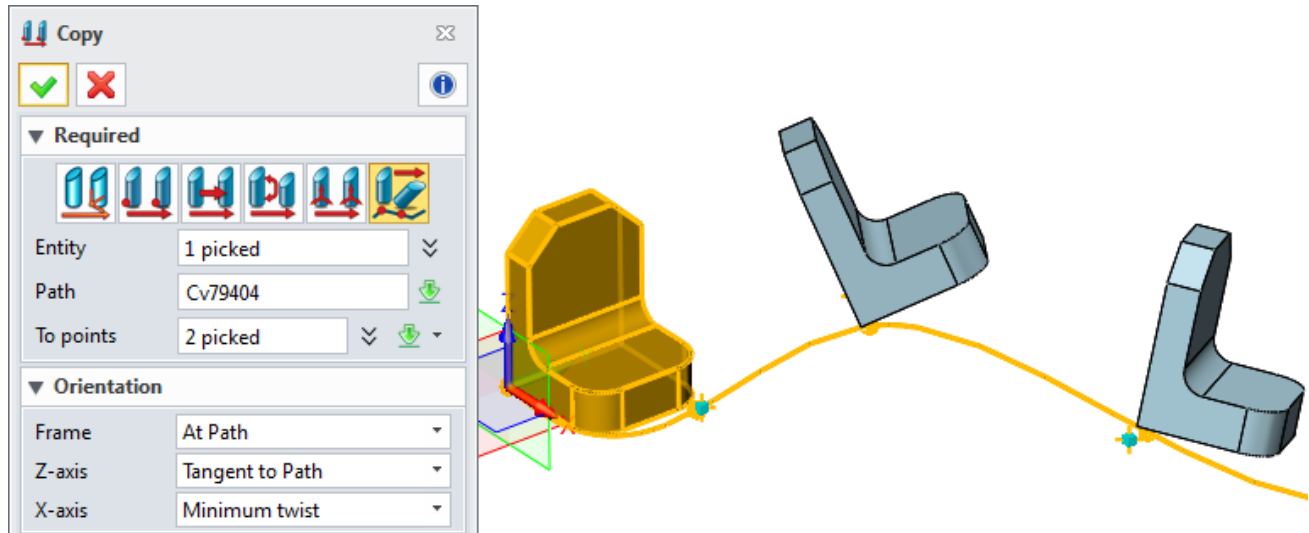 Copy
Required
Entity 1 picked
Path Cv79404
To points 2 picked
Orientation
Frame At Path
Z-axis Tangent to Path
X-axis Minimum twist
Z
X